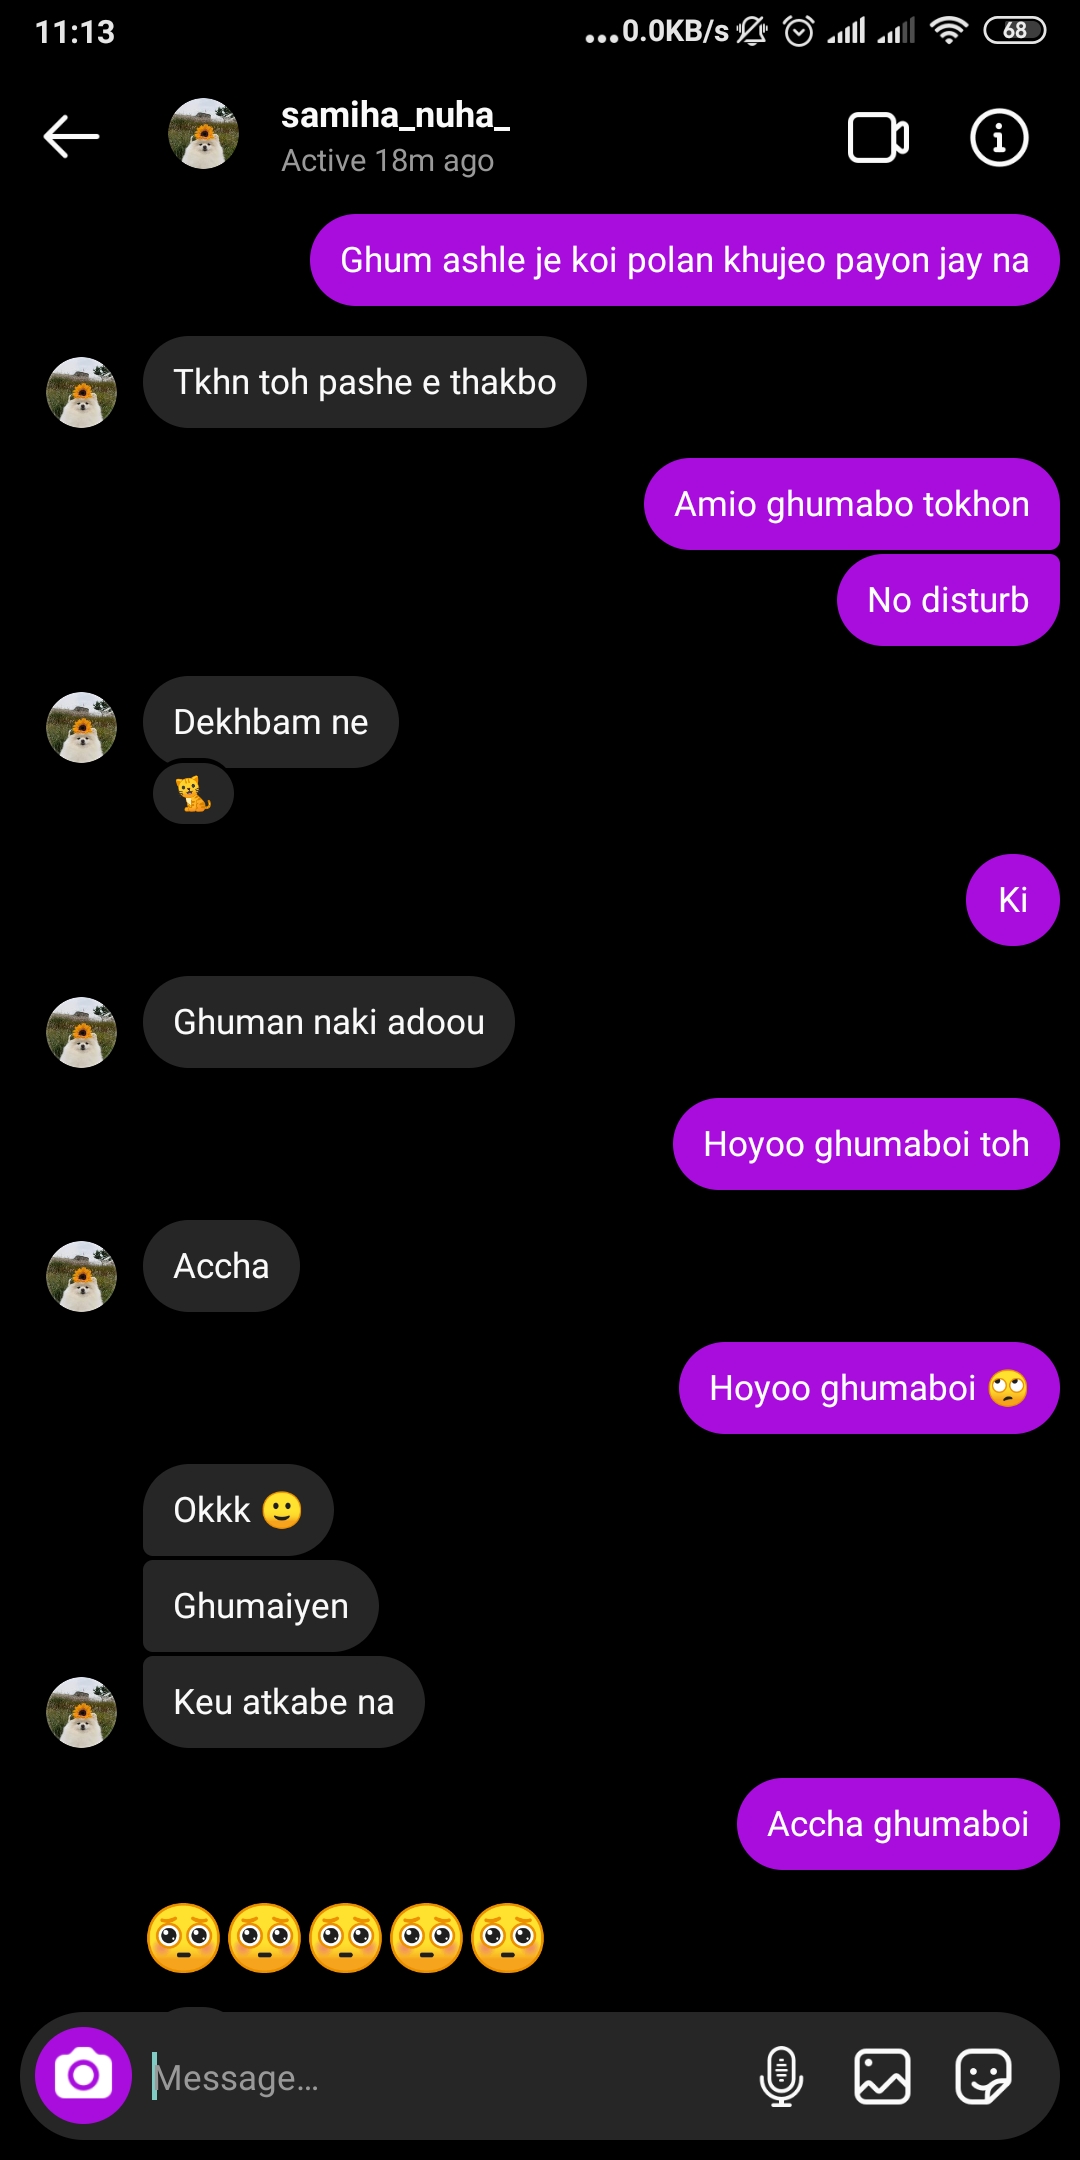 11:13
...0.0KB/s
68
samiha_nuha_
Active 18m ago
Ghum ashle je koi polan khujeo payon jay na
Tkhn toh pashe e thakbo
Amio ghumabo tokhon
No disturb
Dekhbam ne
🐈
Ki
Ghuman naki adoou
Hoyoo ghumaboi toh
Accha
Hoyoo ghumaboi 🙄
Okkk 🙂
Ghumaiyen
Keu atkabe na
Accha ghumaboi
🥺🥺🥺🥺🥺
Message...